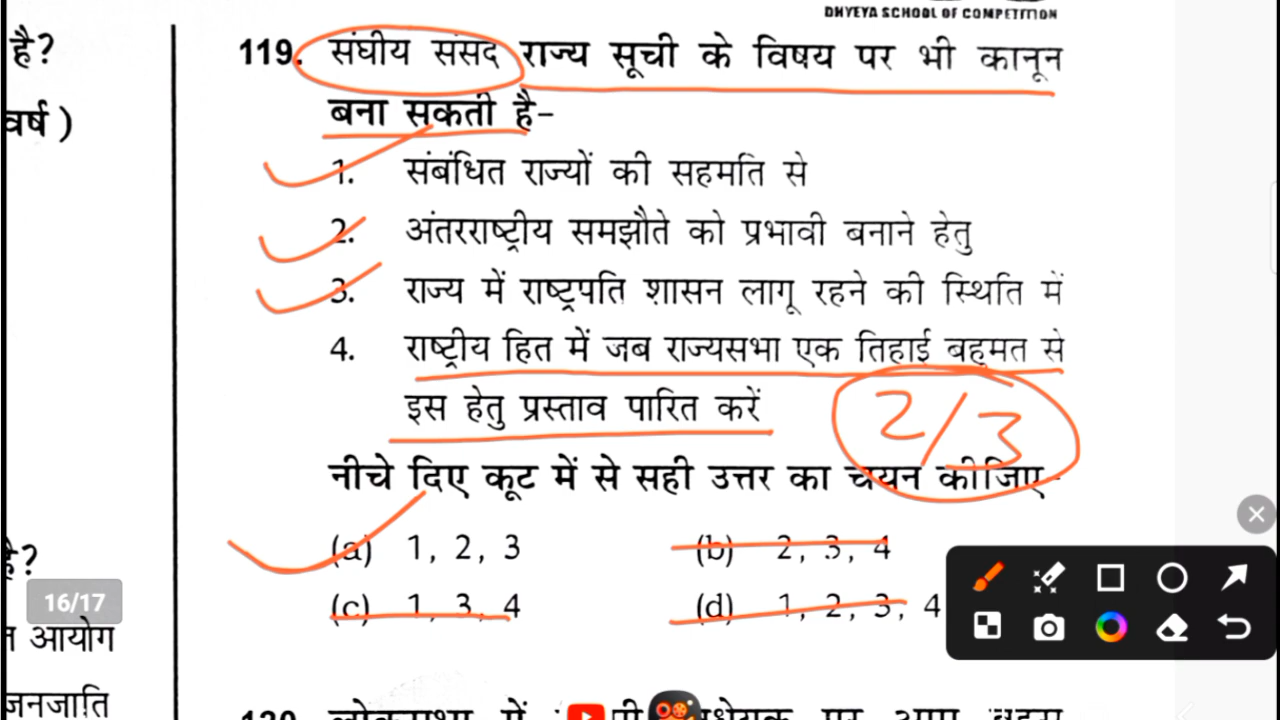 DHYEYA SCHOOL OF COMPETITION
है?
वर्ष )
119. संघीय संसद राज्य सूची के विषय पर भी कानून
बना सकती है-
1. संबंधित राज्यों की सहमति से
2. अंतरराष्ट्रीय समझौते को प्रभावी बनाने हेतु
3. राज्य में राष्ट्रपति शासन लागू रहने की स्थिति में
4. राष्ट्रीय हित में जब राज्यसभा एक तिहाई बहुमत से
इस हेतु प्रस्ताव पारित करें
2/3
नीचे दिए कूट में से सही उत्तर का चयन कीजिए-
(a) 1, 2, 3 (b) 2, 3, 4
(c) 1, 3, 4 (d) 1, 2, 3, 4
है?
16/17
आयोग
जनजाति
लोकसभा में